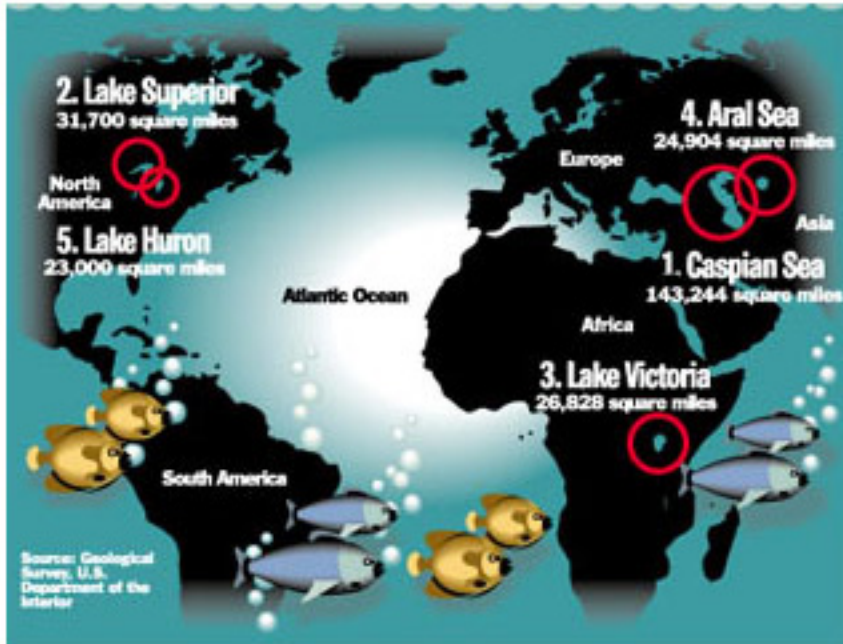 2. Lake Superior
31,700 square miles
North
America
5. Lake Huron
23,000 square miles
Atlantic Ocean
Europe
4. Aral Sea
24,904 square miles
Asia
1. Caspian Sea
143,244 square miles
Africa
3. Lake Victoria
26,828 square miles
South America
Source: Geological
Survey, U.S.
Department of the
Interior